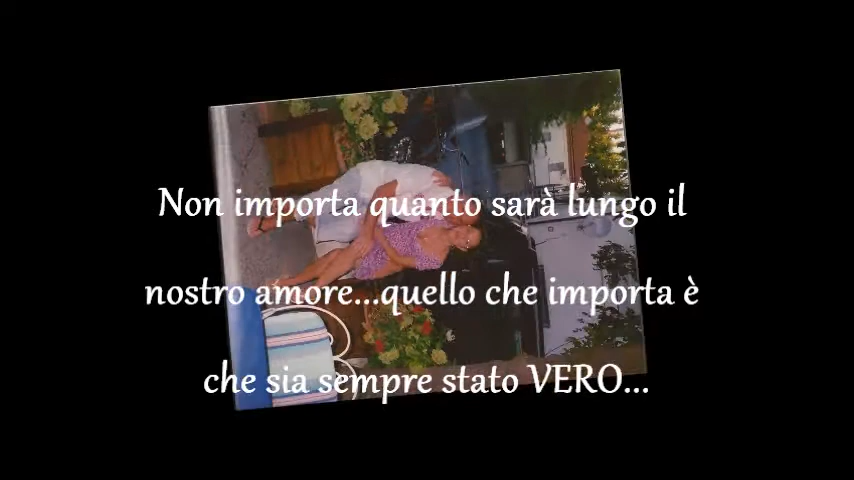 Non importa quanto sarà lungo il
nostro amore...quello che importa è
che sia sempre stato VERO...